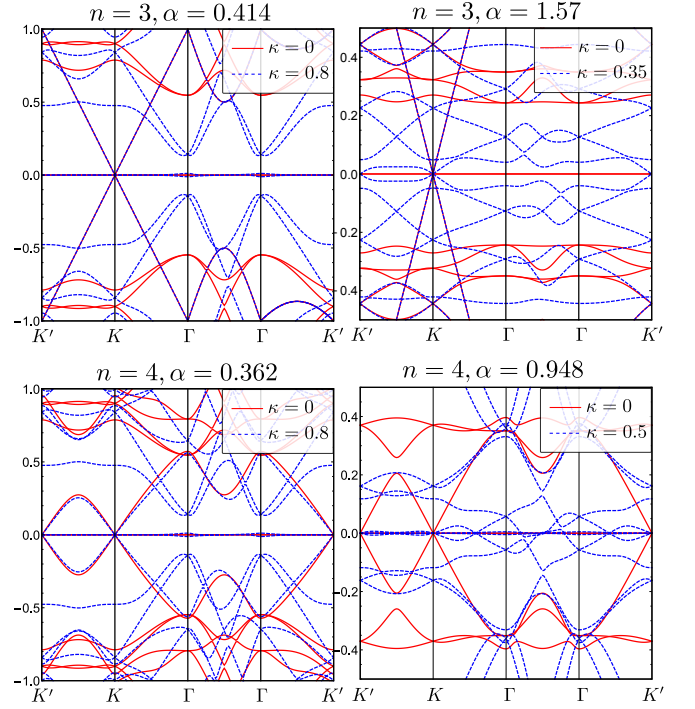 n = 3, α = 0.414
n = 3, α = 1.57
1.0
0.5
0.0
−0.5
−1.0
κ = 0
κ = 0.8
K′ K Γ Γ K′
0.4
0.2
0.0
0.2
0.4
κ = 0
κ = 0.35
K′ K Γ Γ K′
n = 4, α = 0.362
n = 4, α = 0.948
1.0
0.5
0.0
−0.5
−1.0
κ = 0
κ = 0.8
K′ K Γ Γ K′
0.4
0.2
0.0
−0.2
−0.4
κ = 0
κ = 0.5
K′ K Γ Γ K′